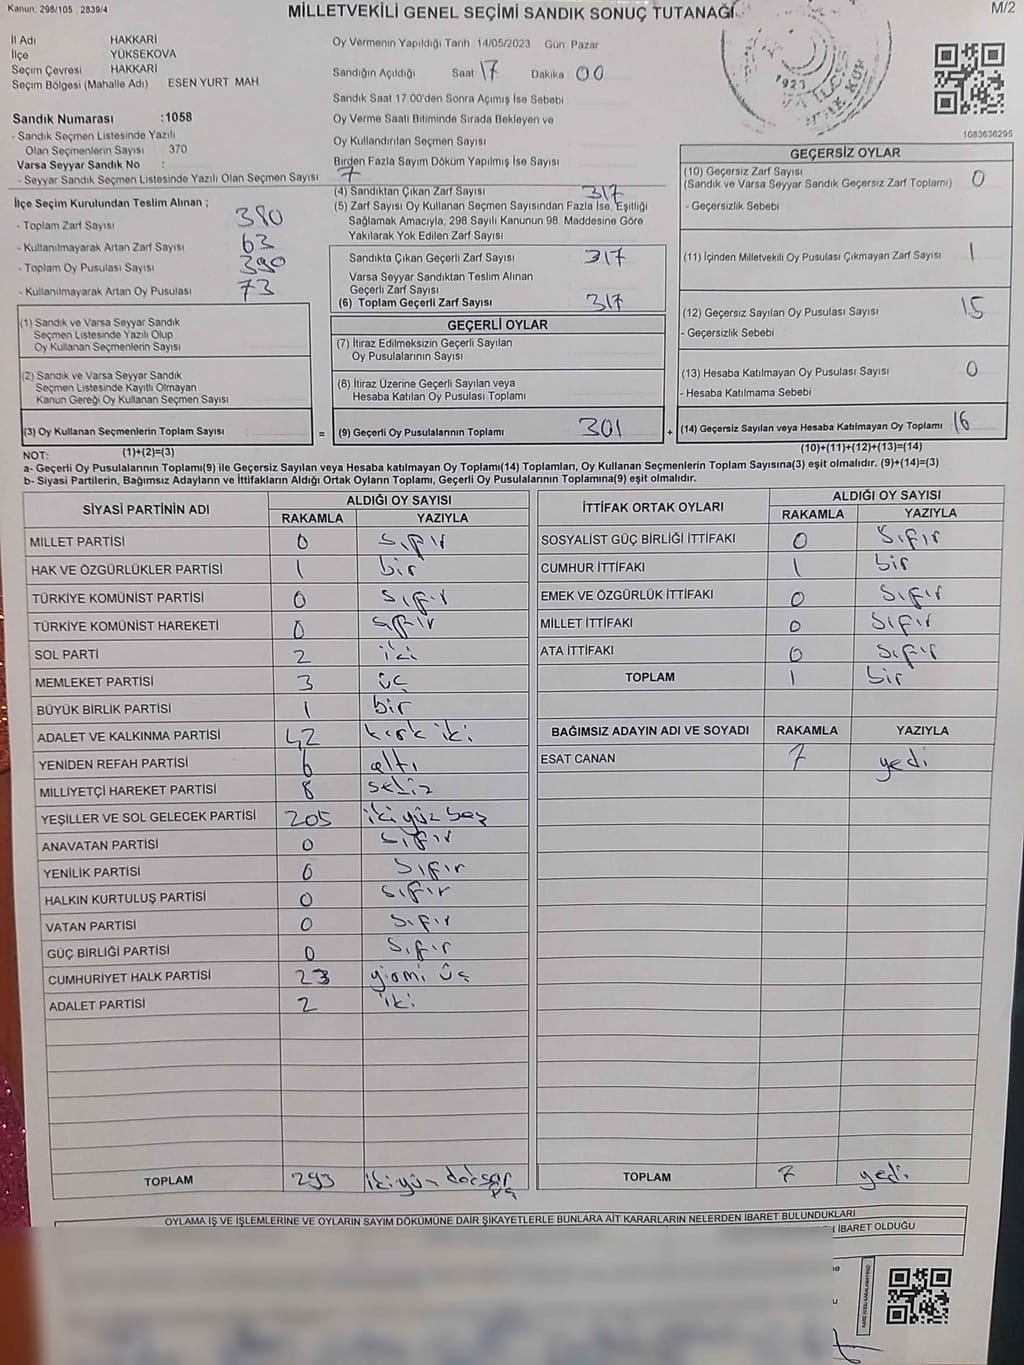 Kanun: 298/105 , 2839/4
MİLLETVEKİLİ GENEL SEÇİMİ SANDIK SONUÇ TUTANAĞI
M/2
İl Adı HAKKARİ
İlçe YÜKSEKOVA
Seçim Çevresi HAKKARİ
Seçim Bölgesi (Mahalle Adı) ESEN YURT MAH
Sandık Numarası :1058
- Sandık Seçmen Listesinde Yazılı
Olan Seçmenlerin Sayısı 370
Varsa Seyyar Sandık No :
- Seyyar Sandık Seçmen Listesinde Yazılı Olan Seçmen Sayısı
Oy Vermenin Yapıldığı Tarih 14/05/2023 Gün Pazar
Sandığın Açıldığı Saat 17 Dakika 00
Sandık Saat 17.00'den Sonra Açımış İse Sebebi
Oy Verme Saati Bitiminde Sırada Bekleyen ve
Oy Kullandırılan Seçmen Sayısı
Birden Fazla Sayım Döküm Yapılmış İse Sayısı
7
1923
1083636295
İlçe Seçim Kurulundan Teslim Alınan ;
- Toplam Zarf Sayısı 380
- Kullanılmayarak Artan Zarf Sayısı 63
- Toplam Oy Pusulası Sayısı 390
- Kullanılmayarak Artan Oy Pusulası 73
(4) Sandıktan Çıkan Zarf Sayısı 317
(5) Zarf Sayısı Oy Kullanan Seçmen Sayısından Fazla İse, Eşitliği
Sağlamak Amacıyla, 298 Sayılı Kanunun 98. Maddesine Göre
Yakılarak Yok Edilen Zarf Sayısı
Sandıkta Çıkan Geçerli Zarf Sayısı 317
Varsa Seyyar Sandıktan Teslim Alınan
Geçerli Zarf Sayısı
(6) Toplam Geçerli Zarf Sayısı 317
GEÇERSİZ OYLAR
(10) Geçersiz Zarf Sayısı
(Sandık ve Varsa Seyyar Sandık Geçersiz Zarf Toplamı) 0
- Geçersizlik Sebebi
(11) İçinden Milletvekili Oy Pusulası Çıkmayan Zarf Sayısı 1
(12) Geçersiz Sayılan Oy Pusulası Sayısı 15
- Geçersizlik Sebebi
(13) Hesaba Katılmayan Oy Pusulası Sayısı 0
- Hesaba Katılmama Sebebi
(14) Geçersiz Sayılan veya Hesaba Katılmayan Oy Toplamı 16
(10)+(11)+(12)+(13)=(14)
(1) Sandık ve Varsa Seyyar Sandık
Seçmen Listesinde Yazılı Olup
Oy Kullanan Seçmenlerin Sayısı
(2) Sandık ve Varsa Seyyar Sandık
Seçmen Listesinde Kayıtlı Olmayan
Kanun Gereği Oy Kullanan Seçmen Sayısı
(3) Oy Kullanan Seçmenlerin Toplam Sayısı =
(1)+(2)=(3)
GEÇERLİ OYLAR
(7) İtiraz Edilmeksizin Geçerli Sayılan
Oy Pusulalarının Sayısı
(8) İtiraz Üzerine Geçerli Sayılan veya
Hesaba Katılan Oy Pusulası Toplamı
(9) Geçerli Oy Pusulalarının Toplamı 301 +
NOT:
a- Geçerli Oy Pusulalarının Toplamı(9) ile Geçersiz Sayılan veya Hesaba katılmayan Oy Toplamı(14) Toplamları, Oy Kullanan Seçmenlerin Toplam Sayısına(3) eşit olmalıdır. (9)+(14)=(3)
b- Siyasi Partilerin, Bağımsız Adayların ve İttifakların Aldığı Ortak Oyların Toplamı, Geçerli Oy Pusulalarının Toplamına(9) eşit olmalıdır.
SİYASİ PARTİNİN ADI
ALDIĞI OY SAYISI
RAKAMLA YAZIYLA
MİLLET PARTİSİ 0 sıfır
HAK VE ÖZGÜRLÜKLER PARTİSİ 1 bir
TÜRKİYE KOMÜNİST PARTİSİ 0 sıfır
TÜRKİYE KOMÜNİST HAREKETİ 0 sıfır
SOL PARTİ 2 iki
MEMLEKET PARTİSİ 3 üç
BÜYÜK BİRLİK PARTİSİ 1 bir
ADALET VE KALKINMA PARTİSİ 42 kırk iki
YENİDEN REFAH PARTİSİ 6 altı
MİLLİYETÇİ HAREKET PARTİSİ 8 sekiz
YEŞİLLER VE SOL GELECEK PARTİSİ 205 iki yüz beş
ANAVATAN PARTİSİ 0 sıfır
YENİLİK PARTİSİ 0 sıfır
HALKIN KURTULUŞ PARTİSİ 0 sıfır
VATAN PARTİSİ 0 sıfır
GÜÇ BİRLİĞİ PARTİSİ 0 sıfır
CUMHURİYET HALK PARTİSİ 23 yirmi üç
ADALET PARTİSİ 2 iki
TOPLAM 293 iki yüz doksan
İTTİFAK ORTAK OYLARI
ALDIĞI OY SAYISI
RAKAMLA YAZIYLA
SOSYALİST GÜÇ BİRLİĞİ İTTİFAKI 0 sıfır
CUMHUR İTTİFAKI 1 bir
EMEK VE ÖZGÜRLÜK İTTİFAKI 0 sıfır
MİLLET İTTİFAKI 0 sıfır
ATA İTTİFAKI 0 sıfır
TOPLAM 1 bir
BAĞIMSIZ ADAYIN ADI VE SOYADI RAKAMLA YAZIYLA
ESAT CANAN 7 yedi
TOPLAM 7 yedi
OYLAMA İŞ VE İŞLEMLERİNE VE OYLARIN SAYIM DÖKÜMÜNE DAİR ŞİKAYETLERLE BUNLARA AİT KARARLARIN NELERDEN İBARET BULUNDUKLARI
İBARET OLDUĞU